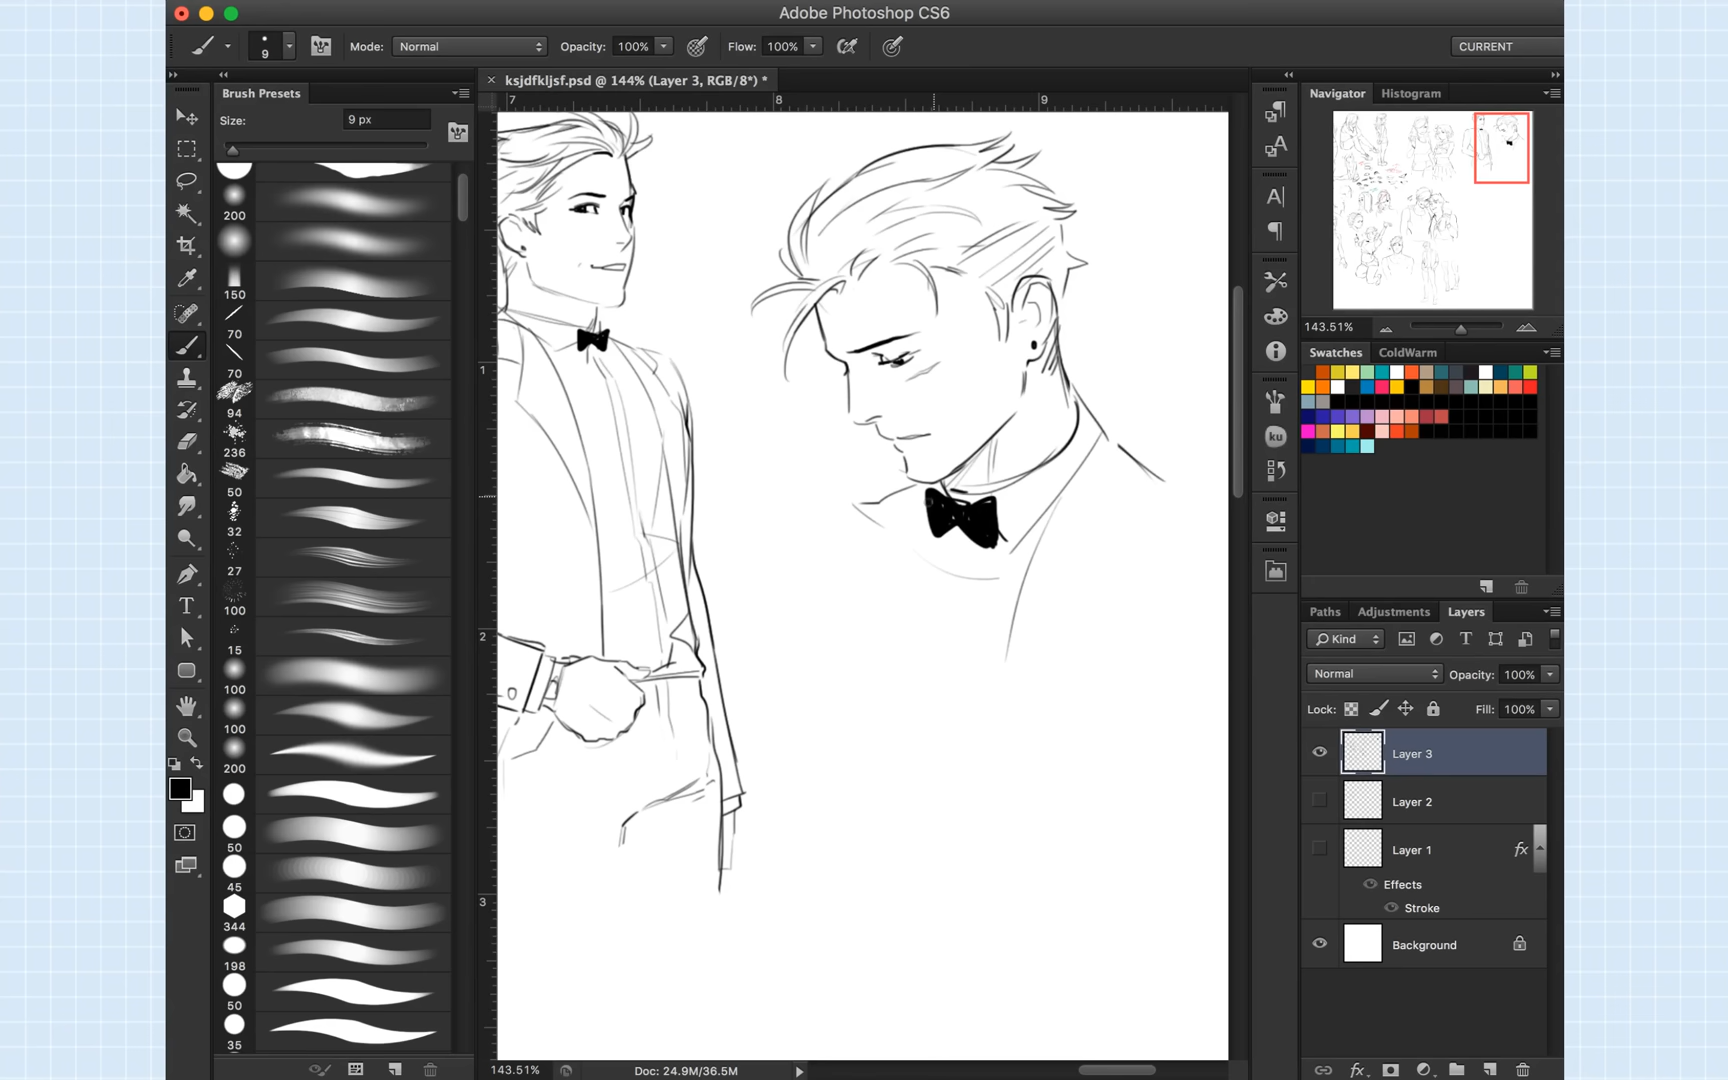 Adobe Photoshop CS6
9 Mode: Normal Opacity: 100% Flow: 100% CURRENT
ksjdfkljsf.psd @ 144% (Layer 3, RGB/8*) *
Brush Presets
Size: 9 px
200
150
70
70
94
236
50
32
27
100
15
100
100
200
50
45
344
198
50
35
7 8 9
1
2
3
143.51% Doc: 24.9M/36.5M
Navigator Histogram
143.51%
Swatches ColdWarm
ku
Paths Adjustments Layers
Kind
Normal Opacity: 100%
Lock: Fill: 100%
Layer 3
Layer 2
Layer 1 fx
Effects
Stroke
Background
fx